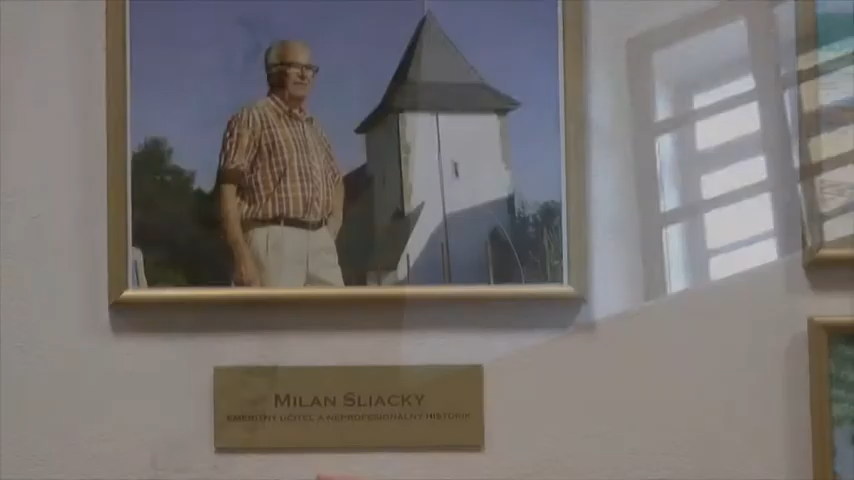 MILAN SLIACKY
EMERITNÝ UČITEĽ A NEPROFESIONÁLNY HISTORIK